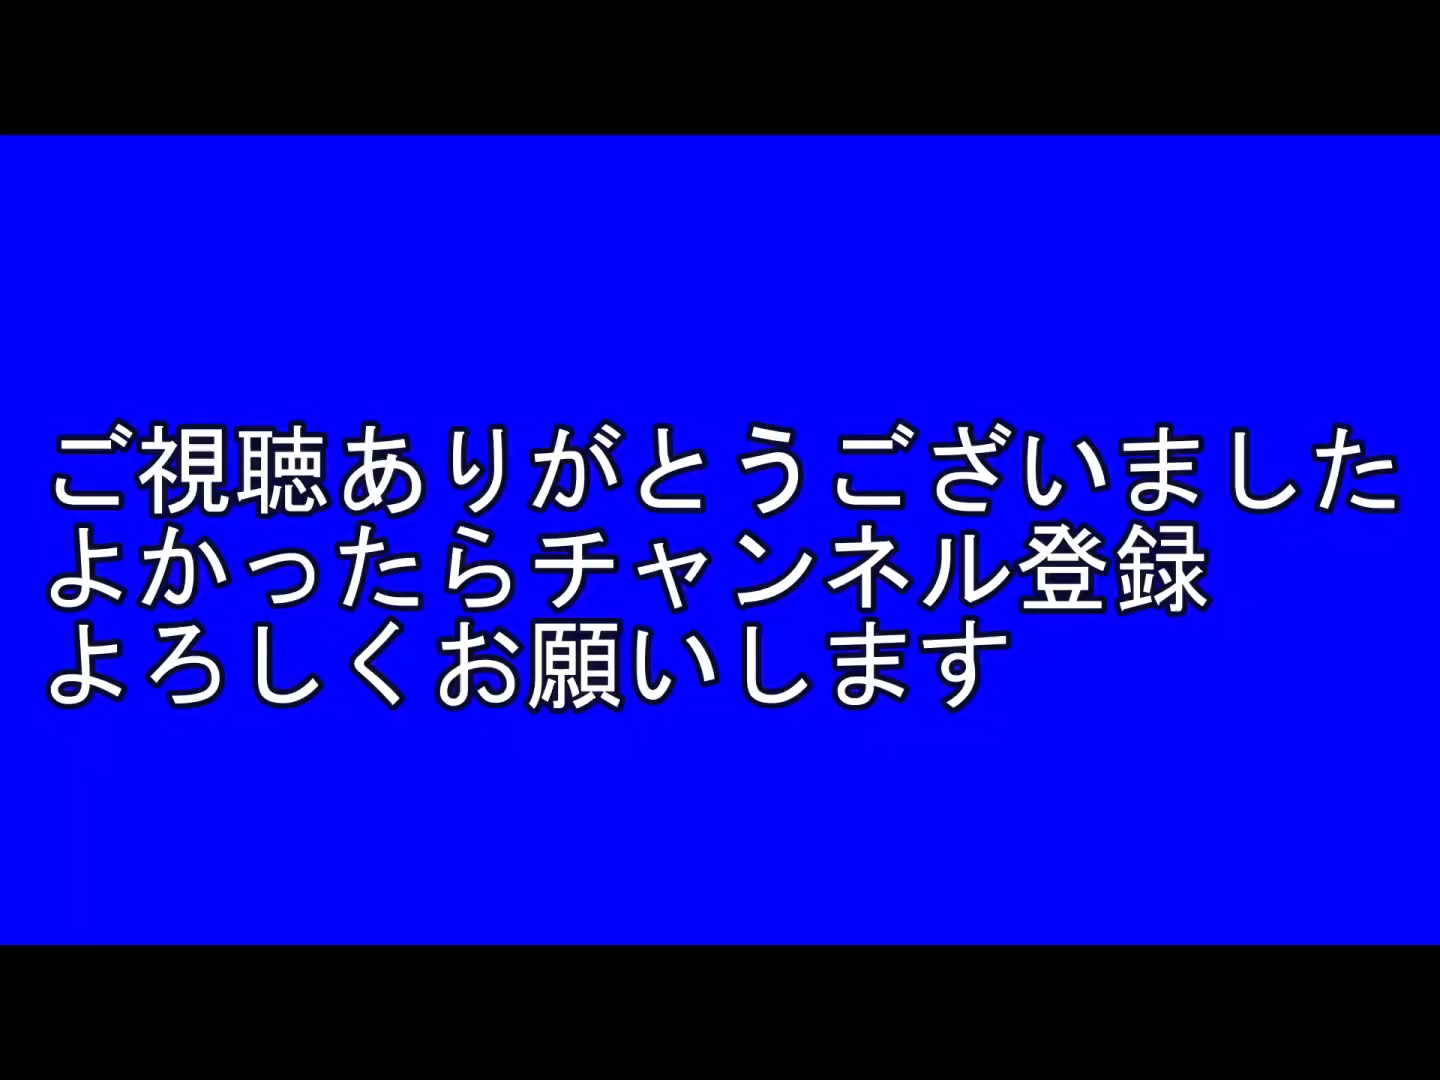 ご視聴ありがとうございました
よかったらチャンネル登録
よろしくお願いします